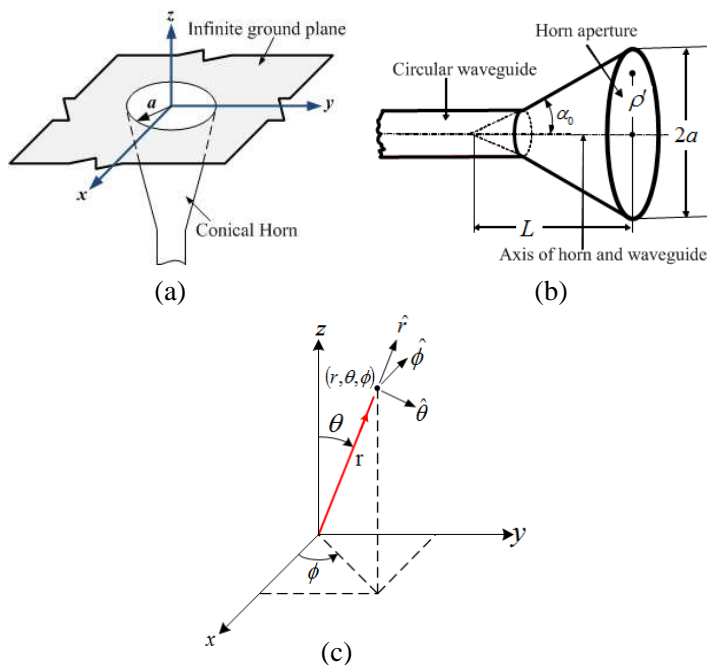 z
Infinite ground plane
a
y
x
Conical Horn
(a)
Horn aperture
Circular waveguide
α₀
ρ′
2a
L
Axis of horn and waveguide
(b)
z
r̂
ϕ̂
(r,θ,ϕ)
θ̂
θ
r
y
ϕ
x
(c)